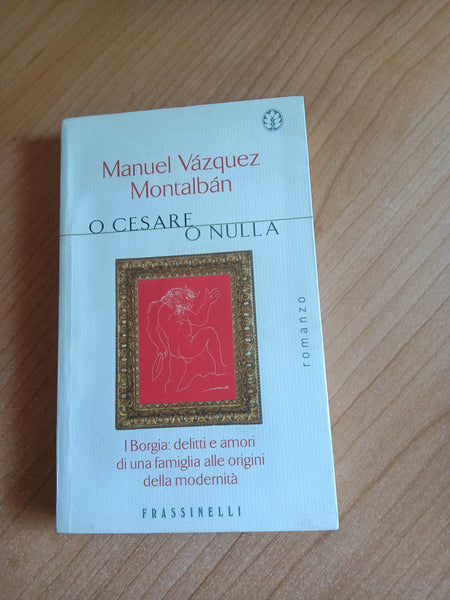 Manuel Vázquez
Montalbán
O CESARE
O NULLA
romanzo
I Borgia: delitti e amori
di una famiglia alle origini
della modernità
FRASSINELLI